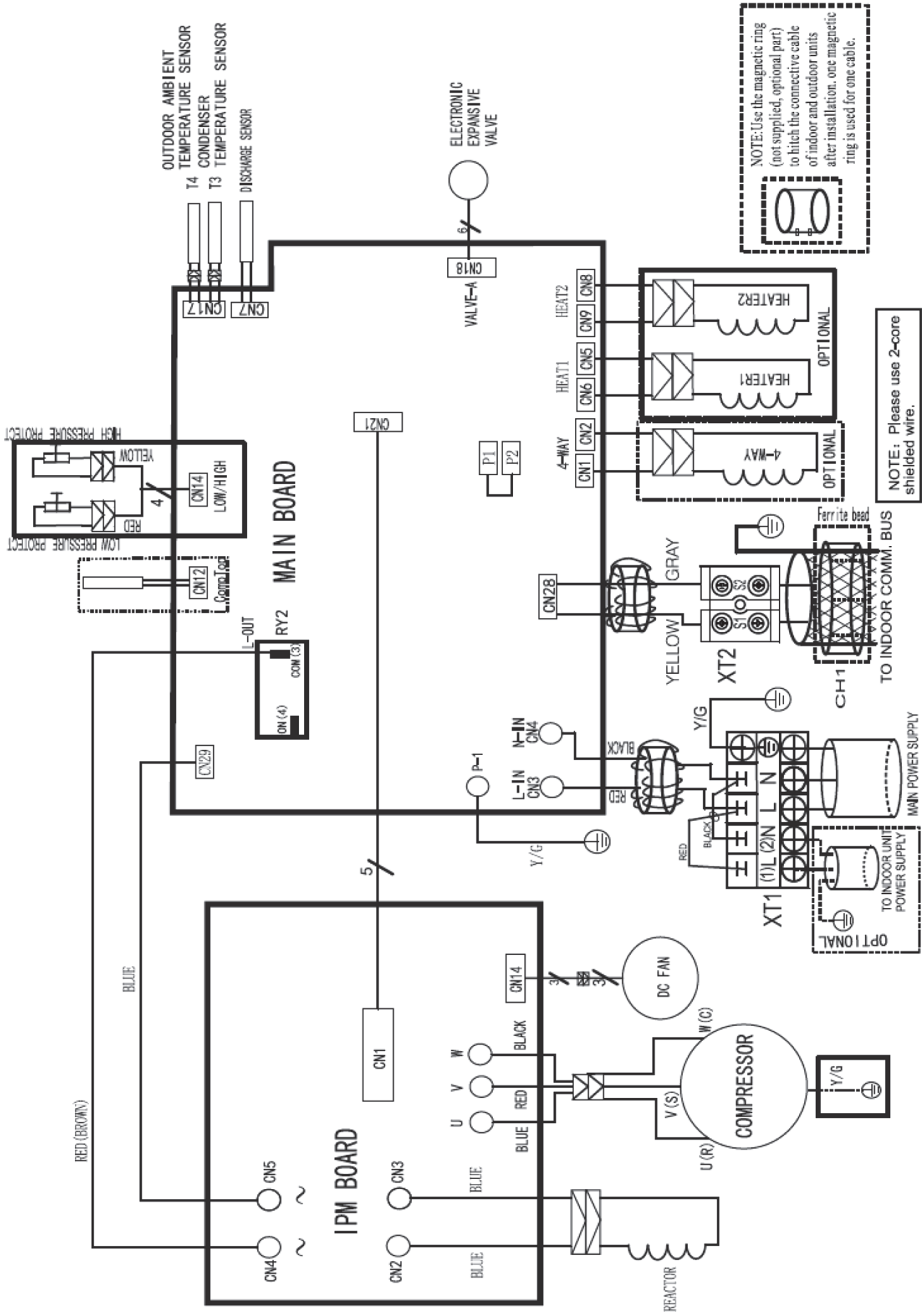 OUTDOOR AMBIENT
TEMPERATURE SENSOR
T4 CONDENSER
T3 TEMPERATURE SENSOR
DISCHARGE SENSOR
CN17
CN7
HIGH PRESSURE PROTECT
LOW PRESSURE PROTECT
YELLOW
RED
4
CN14
LOW/HIGH
CN12
CompTop
MAIN BOARD
L-OUT
RY2
COM(3)
ON(4)
CN29
CN21
5
ELECTRONIC
EXPANSIVE
VALVE
6
CN18
VALVE-A
P1
P2
HEAT2
CN8
CN9
HEAT1
CN5
CN6
4-WAY
CN2
CN1
HEATER2
HEATER1
OPTIONAL
4-WAY
OPTIONAL
NOTE:Use the magnetic ring
(not supplied, optional part)
to hitch the connective cable
of indoor and outdoor units
after installation. one magnetic
ring is used for one cable.
NOTE: Please use 2-core
shielded wire.
CN28
GRAY
YELLOW
S2
S1
XT2
Ferrite bead
CH1
TO INDOOR COMM. BUS
N-IN
CN4
L-IN
CN3
P-1
Y/G
BLACK
RED
Y/G
RED
BLACK
(1)L (2)N L N
XT1
MAIN POWER SUPPLY
TO INDOOR UNIT
POWER SUPPLY
OPTIONAL
BLUE
RED(BROWN)
IPM BOARD
CN5
~
CN4
~
CN3
CN2
CN1
CN14
3
3
DC FAN
W
V
U
BLACK
RED
BLUE
W(C)
V(S)
U(R)
COMPRESSOR
Y/G
BLUE
BLUE
REACTOR